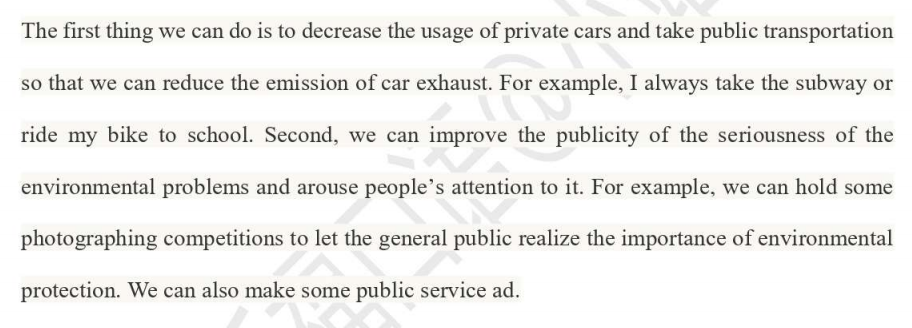 The first thing we can do is to decrease the usage of private cars and take public transportation
so that we can reduce the emission of car exhaust. For example, I always take the subway or
ride my bike to school. Second, we can improve the publicity of the seriousness of the
environmental problems and arouse people’s attention to it. For example, we can hold some
photographing competitions to let the general public realize the importance of environmental
protection. We can also make some public service ad.